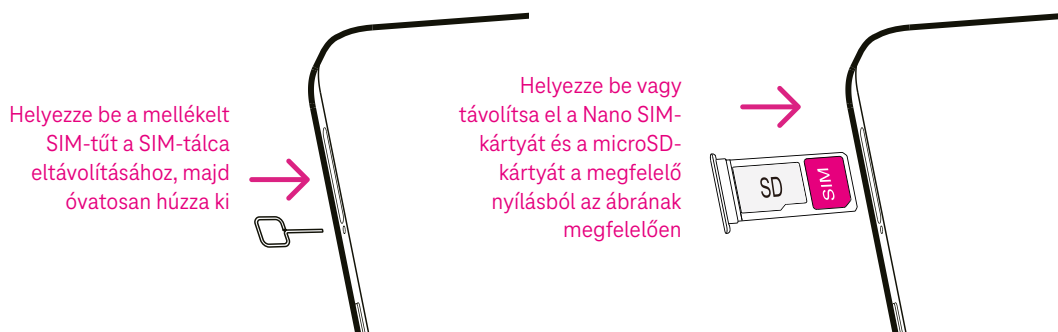 Helyezze be a mellékelt
SIM-tűt a SIM-tálca
eltávolításához, majd
óvatosan húzza ki
Helyezze be vagy
távolítsa el a Nano SIM-
kártyát és a microSD-
kártyát a megfelelő
nyílásból az ábrának
megfelelően
SD
SIM